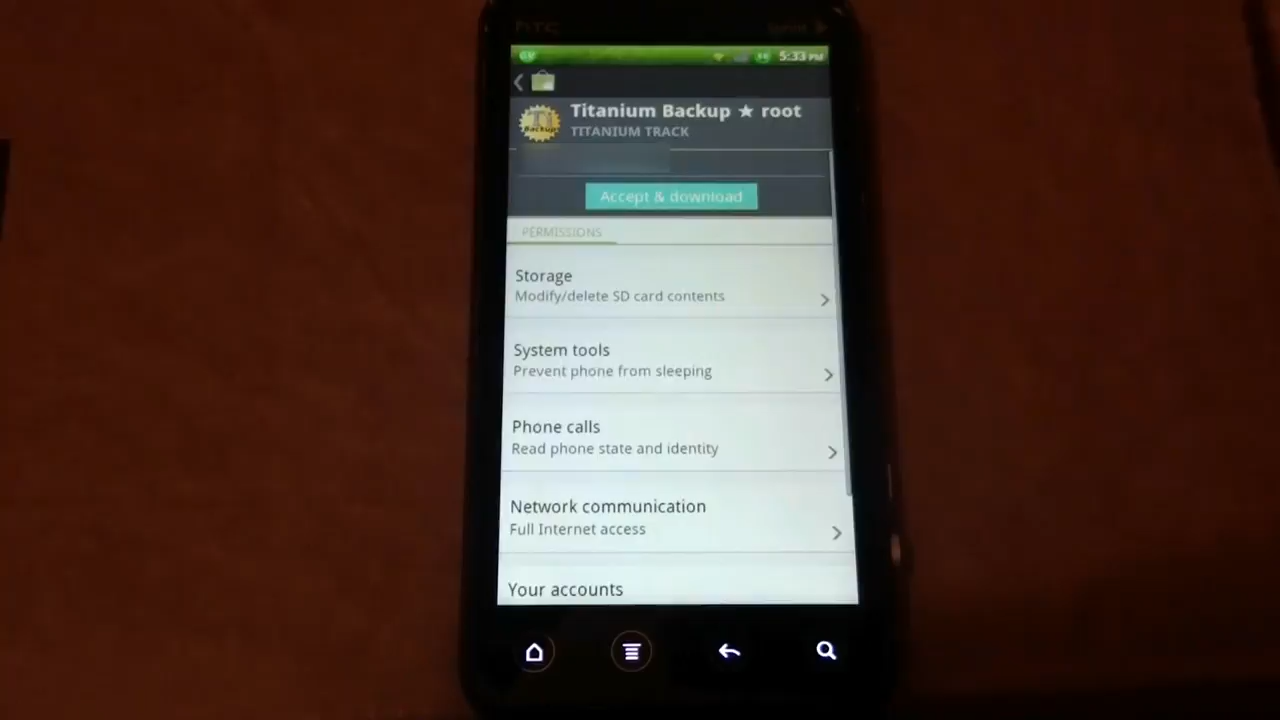 hTC
5:33 PM
Titanium Backup ★ root
TITANIUM TRACK
Accept & download
PERMISSIONS
Storage
Modify/delete SD card contents
System tools
Prevent phone from sleeping
Phone calls
Read phone state and identity
Network communication
Full Internet access
Your accounts